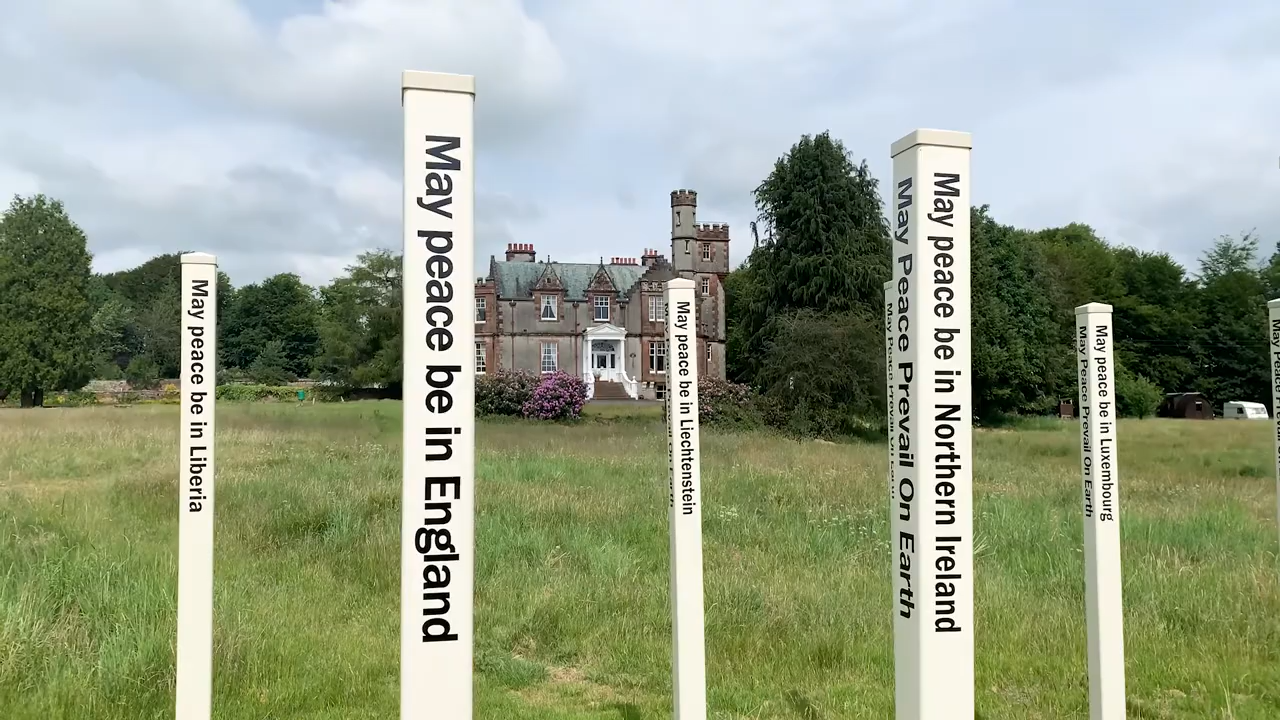 May peace be in Liberia
May peace be in England
May peace be in Liechtenstein
May Peace Prevail On Earth
May peace be in Northern Ireland
May Peace Prevail On Earth
May peace be in Luxembourg